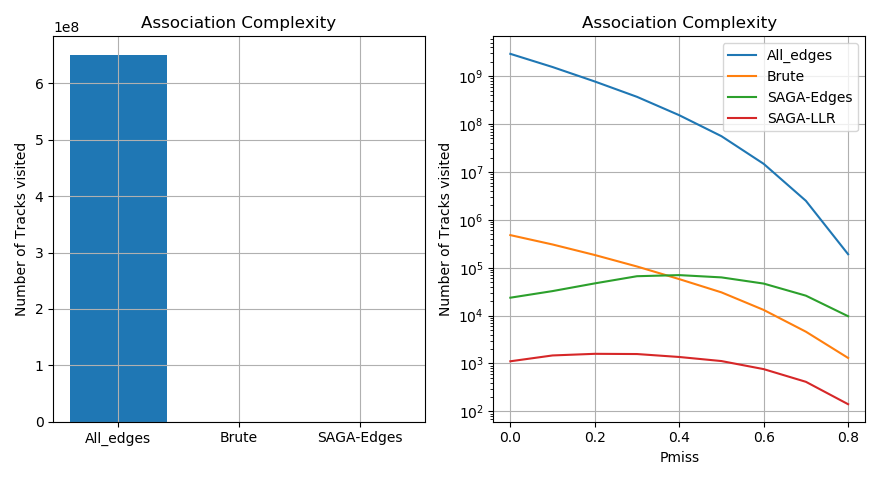 Association Complexity
1e8
Number of Tracks visited
6
5
4
3
2
1
0
All_edges
Brute
SAGA-Edges
Association Complexity
Number of Tracks visited
10^9
10^8
10^7
10^6
10^5
10^4
10^3
10^2
All_edges
Brute
SAGA-Edges
SAGA-LLR
0.0 0.2 0.4 0.6 0.8
Pmiss